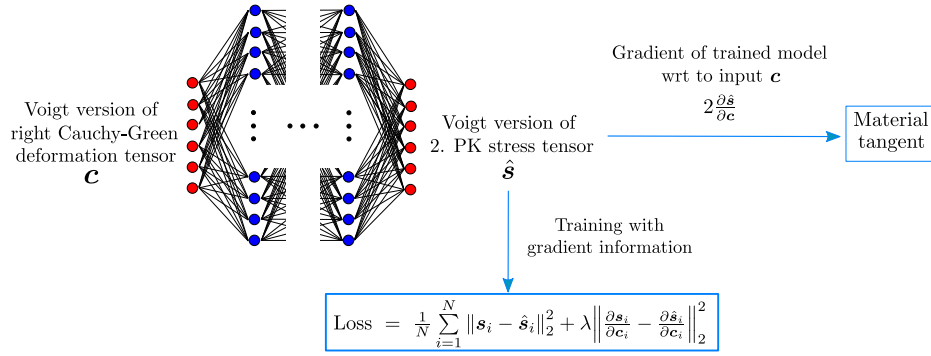 Voigt version of
right Cauchy-Green
deformation tensor
c
Voigt version of
2. PK stress tensor
ŝ
Gradient of trained model
wrt to input c
2 ∂ŝ/∂c
Material
tangent
Training with
gradient information
Loss = 1/N ∑_{i=1}^{N} ‖s_i − ŝ_i‖_2^2 + λ‖∂s_i/∂c_i − ∂ŝ_i/∂c_i‖_2^2